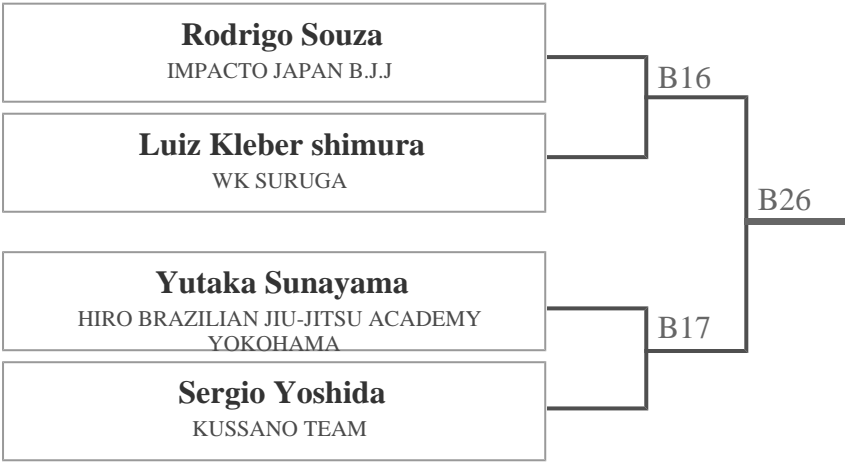 Rodrigo Souza
IMPACTO JAPAN B.J.J
B16
Luiz Kleber shimura
WK SURUGA
B26
Yutaka Sunayama
HIRO BRAZILIAN JIU-JITSU ACADEMY
YOKOHAMA
B17
Sergio Yoshida
KUSSANO TEAM